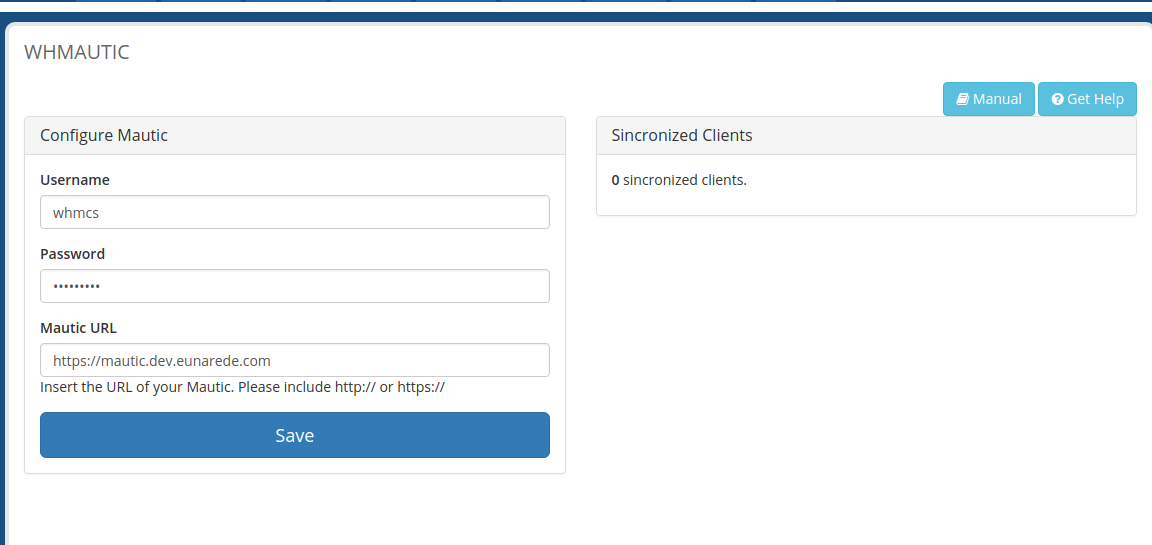 WHMAUTIC
Manual
Get Help
Configure Mautic
Username
whmcs
Password
•••••••••
Mautic URL
https://mautic.dev.eunarede.com
Insert the URL of your Mautic. Please include http:// or https://
Save
Sincronized Clients
0 sincronized clients.